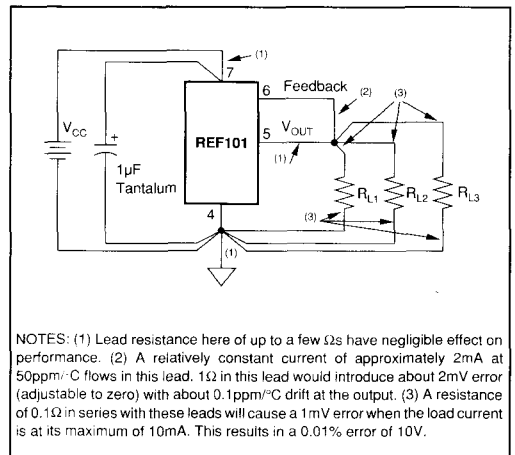 (1)
7
6 Feedback
(2)
(3)
V_CC
+
REF101
5 V_OUT
(1)
1µF
Tantalum
R_L1
R_L2
R_L3
4
(3)
(1)
NOTES: (1) Lead resistance here of up to a few Ωs have negligible effect on
performance. (2) A relatively constant current of approximately 2mA at
50ppm/°C flows in this lead. 1Ω in this lead would introduce about 2mV error
(adjustable to zero) with about 0.1ppm/°C drift at the output. (3) A resistance
of 0.1Ω in series with these leads will cause a 1mV error when the load current
is at its maximum of 10mA. This results in a 0.01% error of 10V.